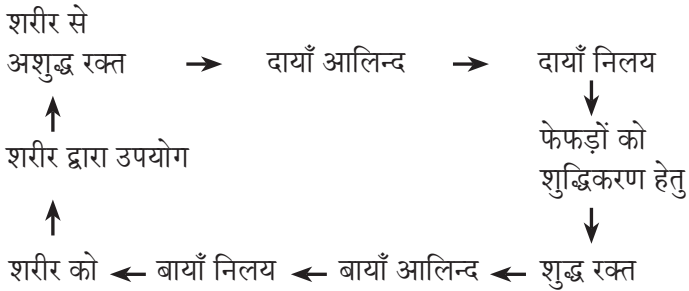 शरीर से
अशुद्ध रक्त → दायाँ आलिन्द → दायाँ निलय
फेफड़ों को
शुद्धिकरण हेतु
शरीर द्वारा उपयोग
शरीर को ← बायाँ निलय ← बायाँ आलिन्द ← शुद्ध रक्त